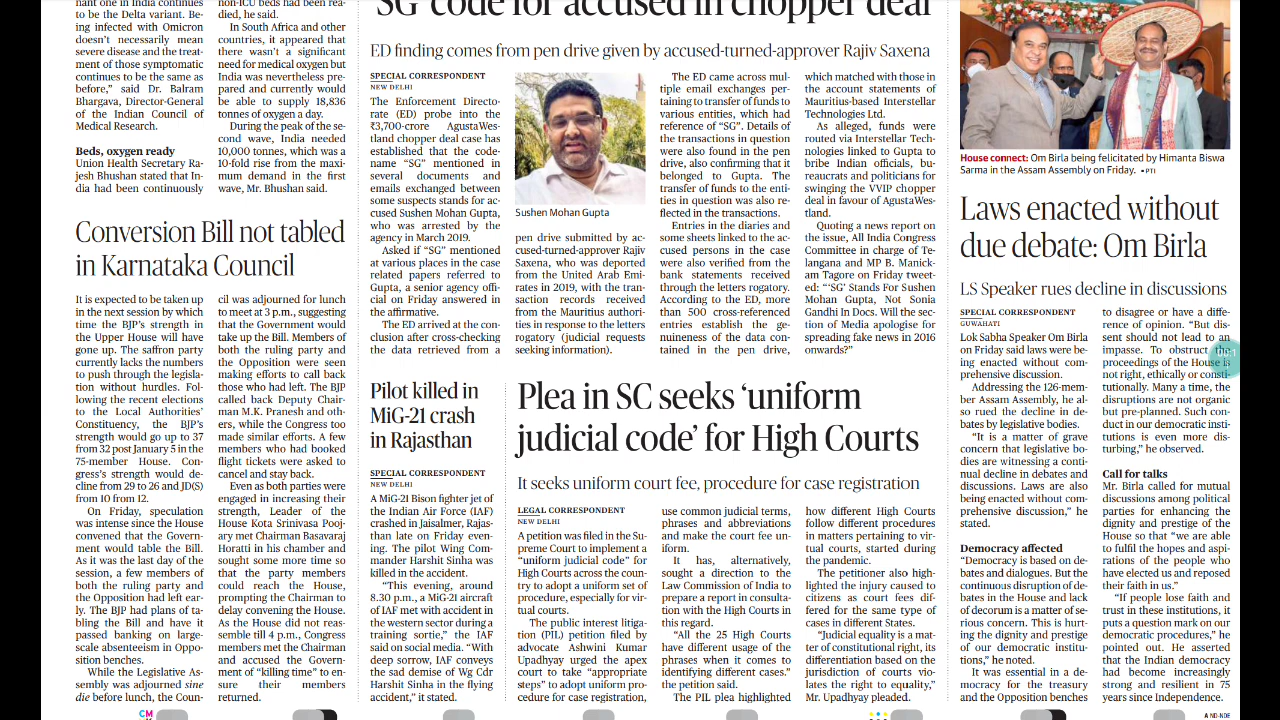 nant one in India continues
to be the Delta variant. Be-
ing infected with Omicron
doesn't necessarily mean
severe disease and the treat-
ment of those symptomatic
continues to be the same as
before," said Dr. Balram
Bhargava, Director-General
of the Indian Council of
Medical Research.
Beds, oxygen ready
Union Health Secretary Ra-
jesh Bhushan stated that In-
dia had been continuously
non-ICU beds had been rea-
died, he said.
In South Africa and other
countries, it appeared that
there wasn't a significant
need for medical oxygen but
India was nevertheless pre-
pared and currently would
be able to supply 18,836
tonnes of oxygen a day.
During the peak of the se-
cond wave, India needed
10,000 tonnes, which was a
10-fold rise from the maxi-
mum demand in the first
wave, Mr. Bhushan said.
Conversion Bill not tabled
in Karnataka Council
It is expected to be taken up
in the next session by which
time the BJP's strength in
the Upper House will have
gone up. The saffron party
currently lacks the numbers
to push through the legisla-
tion without hurdles. Fol-
lowing the recent elections
to the Local Authorities'
Constituency, the BJP's
strength would go up to 37
from 32 post January 5 in the
75-member House. Con-
gress's strength would de-
cline from 29 to 26 and JD(S)
from 10 from 12.
On Friday, speculation
was intense since the House
convened that the Govern-
ment would table the Bill.
As it was the last day of the
session, a few members of
both the ruling party and
the Opposition had left ear-
ly. The BJP had plans of ta-
bling the Bill and have it
passed banking on large-
scale absenteeism in Oppo-
sition benches.
While the Legislative As-
sembly was adjourned sine
die before lunch, the Coun-
cil was adjourned for lunch
to meet at 3 p.m., suggesting
that the Government would
take up the Bill. Members of
both the ruling party and
the Opposition were seen
making efforts to call back
those who had left. The BJP
called back Deputy Chair-
man M.K. Pranesh and oth-
ers, while the Congress too
made similar efforts. A few
members who had booked
flight tickets were asked to
cancel and stay back.
Even as both parties were
engaged in increasing their
strength, Leader of the
House Kota Srinivasa Pooj-
ary met Chairman Basavaraj
Horatti in his chamber and
sought some more time so
that the party members
could reach the House,
prompting the Chairman to
delay convening the House.
As the House did not reas-
semble till 4 p.m., Congress
members met the Chairman
and accused the Govern-
ment of "killing time" to en-
sure their members
returned.
'SG' code for accused in chopper deal
ED finding comes from pen drive given by accused-turned-approver Rajiv Saxena
SPECIAL CORRESPONDENT
NEW DELHI
The Enforcement Directo-
rate (ED) probe into the
₹3,700-crore AgustaWes-
tland chopper deal case has
established that the code-
name "SG" mentioned in
several documents and
emails exchanged between
some suspects stands for ac-
cused Sushen Mohan Gupta,
who was arrested by the
agency in March 2019.
Asked if "SG" mentioned
at various places in the case
related papers referred to
Gupta, a senior agency offi-
cial on Friday answered in
the affirmative.
The ED arrived at the con-
clusion after cross-checking
the data retrieved from a
Sushen Mohan Gupta
pen drive submitted by ac-
cused-turned-approver Rajiv
Saxena, who was deported
from the United Arab Emi-
rates in 2019, with the tran-
saction records received
from the Mauritius authori-
ties in response to the letters
rogatory (judicial requests
seeking information).
The ED came across mul-
tiple email exchanges per-
taining to transfer of funds to
various entities, which had
reference of "SG". Details of
the transactions in question
were also found in the pen
drive, also confirming that it
belonged to Gupta. The
transfer of funds to the enti-
ties in question was also re-
flected in the transactions.
Entries in the diaries and
some sheets linked to the ac-
cused persons in the case
were also verified from the
bank statements received
through the letters rogatory.
According to the ED, more
than 500 cross-referenced
entries establish the ge-
nuineness of the data con-
tained in the pen drive,
which matched with those in
the account statements of
Mauritius-based Interstellar
Technologies Ltd.
As alleged, funds were
routed via Interstellar Tech-
nologies linked to Gupta to
bribe Indian officials, bu-
reaucrats and politicians for
swinging the VVIP chopper
deal in favour of AgustaWes-
tland.
Quoting a news report on
the issue, All India Congress
Committee in charge of Te-
langana and MP B. Manick-
am Tagore on Friday tweet-
ed: "'SG' Stands For Sushen
Mohan Gupta, Not Sonia
Gandhi In Docs. Will the sec-
tion of Media apologise for
spreading fake news in 2016
onwards?"
Pilot killed in
MiG-21 crash
in Rajasthan
SPECIAL CORRESPONDENT
NEW DELHI
A MiG-21 Bison fighter jet of
the Indian Air Force (IAF)
crashed in Jaisalmer, Rajas-
than late on Friday even-
ing. The pilot Wing Com-
mander Harshit Sinha was
killed in the accident.
"This evening, around
8.30 p.m., a MiG-21 aircraft
of IAF met with accident in
the western sector during a
training sortie," the IAF
said on social media. "With
deep sorrow, IAF conveys
the sad demise of Wg Cdr
Harshit Sinha in the flying
accident," it stated.
Plea in SC seeks 'uniform
judicial code' for High Courts
It seeks uniform court fee, procedure for case registration
LEGAL CORRESPONDENT
NEW DELHI
A petition was filed in the Su-
preme Court to implement a
"uniform judicial code" for
High Courts across the coun-
try to adopt a uniform set of
procedure, especially for vir-
tual courts.
The public interest litiga-
tion (PIL) petition filed by
advocate Ashwini Kumar
Upadhyay urged the apex
court to take "appropriate
steps" to adopt uniform pro-
cedure for case registration,
use common judicial terms,
phrases and abbreviations
and make the court fee un-
iform.
It has, alternatively,
sought a direction to the
Law Commission of India to
prepare a report in consulta-
tion with the High Courts in
this regard.
"All the 25 High Courts
have different usage of the
phrases when it comes to
identifying different cases."
the petition said.
The PIL plea highlighted
how different High Courts
follow different procedures
in matters pertaining to vir-
tual courts, started during
the pandemic.
The petitioner also high-
lighted the injury caused to
citizens as court fees dif-
fered for the same type of
cases in different States.
"Judicial equality is a mat-
ter of constitutional right, its
differentiation based on the
jurisdiction of courts vio-
lates the right to equality,"
Mr. Upadhyay pleaded.
House connect: Om Birla being felicitated by Himanta Biswa
Sarma in the Assam Assembly on Friday. •PTI
Laws enacted without
due debate: Om Birla
LS Speaker rues decline in discussions
SPECIAL CORRESPONDENT
GUWAHATI
Lok Sabha Speaker Om Birla
on Friday said laws were be-
ing enacted without com-
prehensive discussion.
Addressing the 126-mem-
ber Assam Assembly, he al-
so rued the decline in de-
bates by legislative bodies.
"It is a matter of grave
concern that legislative bo-
dies are witnessing a conti-
nual decline in debates and
discussions. Laws are also
being enacted without com-
prehensive discussion," he
stated.
Democracy affected
"Democracy is based on de-
bates and dialogues. But the
continuous disruption of de-
bates in the House and lack
of decorum is a matter of se-
rious concern. This is hurt-
ing the dignity and prestige
of our democratic institu-
tions," he noted.
It was essential in a de-
mocracy for the treasury
and the Opposition benches
to disagree or have a diffe-
rence of opinion. "But dis-
sent should not lead to an
impasse. To obstruct the
proceedings of the House is
not right, ethically or consti-
tutionally. Many a time, the
disruptions are not organic
but pre-planned. Such con-
duct in our democratic insti-
tutions is even more dis-
turbing," he observed.
Call for talks
Mr. Birla called for mutual
discussions among political
parties for enhancing the
dignity and prestige of the
House so that "we are able
to fulfil the hopes and aspi-
rations of the people who
have elected us and reposed
their faith in us."
"If people lose faith and
trust in these institutions, it
puts a question mark on our
democratic procedures," he
pointed out. He asserted
that the Indian democracy
had become increasingly
strong and resilient in 75
years since Independence.
CM
A ND-NDE